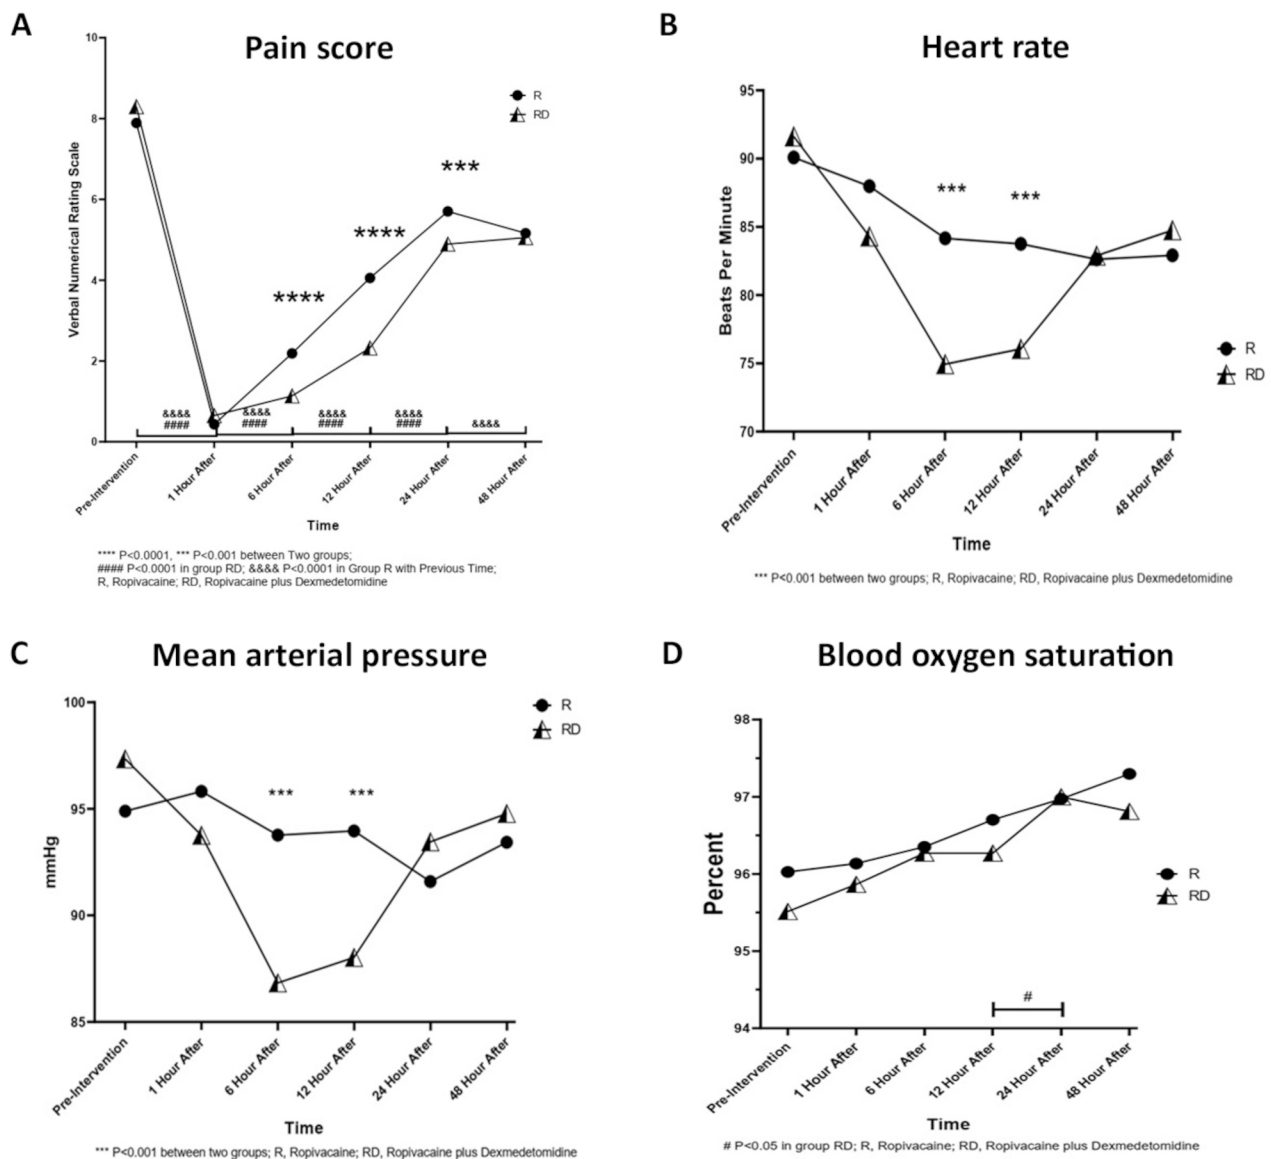 A
Pain score
10
8
6
4
2
0
Verbal Numerical Rating Scale
R
RD
***
****
****
&&&& &&&& &&&& &&&&
#### #### #### #### &&&&
Pre-Intervention
1 Hour After
6 Hour After
12 Hour After
24 Hour After
48 Hour After
Time
**** P<0.0001, *** P<0.001 between Two groups;
#### P<0.0001 in group RD; &&&& P<0.0001 in Group R with Previous Time;
R, Ropivacaine; RD, Ropivacaine plus Dexmedetomidine
B
Heart rate
95
90
85
80
75
70
Beats Per Minute
*** ***
R
RD
Pre-Intervention
1 Hour After
6 Hour After
12 Hour After
24 Hour After
48 Hour After
Time
*** P<0.001 between two groups; R, Ropivacaine; RD, Ropivacaine plus Dexmedetomidine
C
Mean arterial pressure
100
95
90
85
mmHg
R
RD
*** ***
Pre-Intervention
1 Hour After
6 Hour After
12 Hour After
24 Hour After
48 Hour After
Time
*** P<0.001 between two groups; R, Ropivacaine; RD, Ropivacaine plus Dexmedetomidine
D
Blood oxygen saturation
98
97
96
95
94
Percent
R
RD
#
Pre-Intervention
1 Hour After
6 Hour After
12 Hour After
24 Hour After
48 Hour After
Time
# P<0.05 in group RD; R, Ropivacaine; RD, Ropivacaine plus Dexmedetomidine